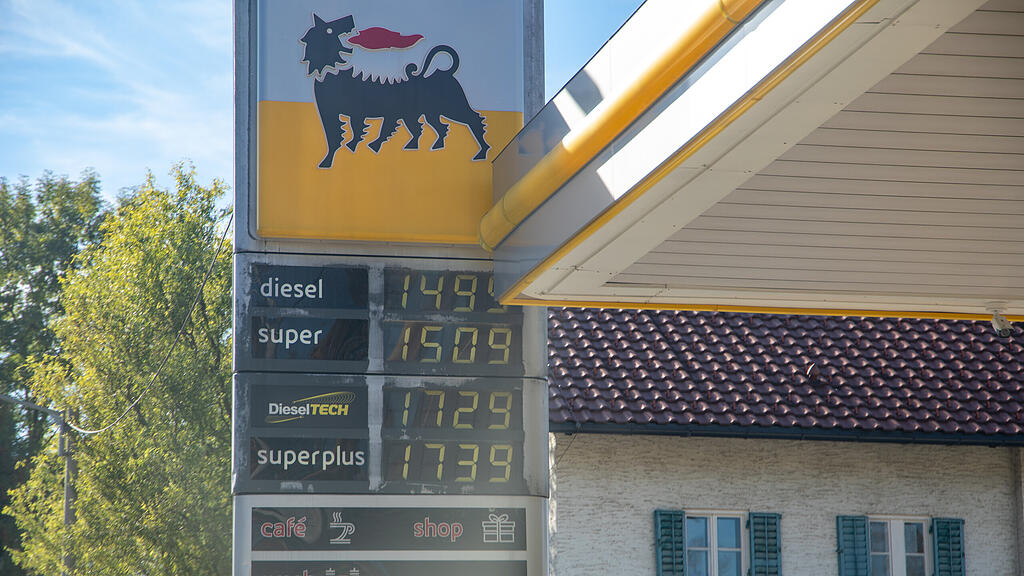 diesel 149
super 1509
DieselTECH 1729
superplus 1739
café shop